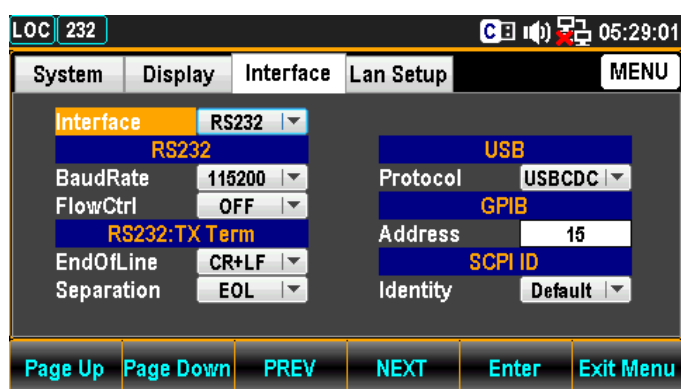 LOC 232 C 05:29:01
System Display Interface Lan Setup MENU
Interface RS232
RS232 USB
BaudRate 115200 Protocol USBCDC
FlowCtrl OFF GPIB
RS232:TX Term Address 15
EndOfLine CR+LF SCPI ID
Separation EOL Identity Default
Page Up Page Down PREV NEXT Enter Exit Menu